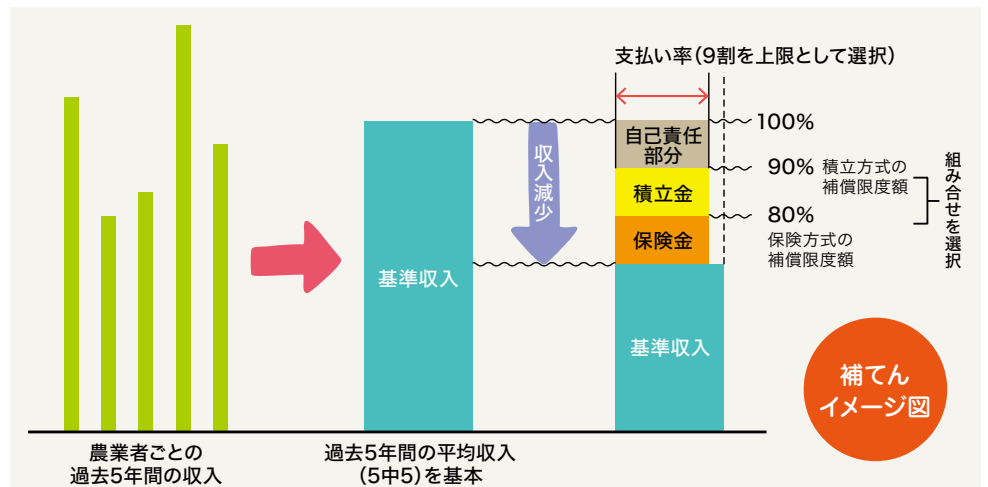 支払い率（9割を上限として選択）
100%
自己責任
部分
収入減少
90%
積立方式の
補償限度額
積立金
組み合せを選択
80%
保険金
保険方式の
補償限度額
基準収入
基準収入
補てん
イメージ図
農業者ごとの
過去5年間の収入
過去5年間の平均収入
（5中5）を基本